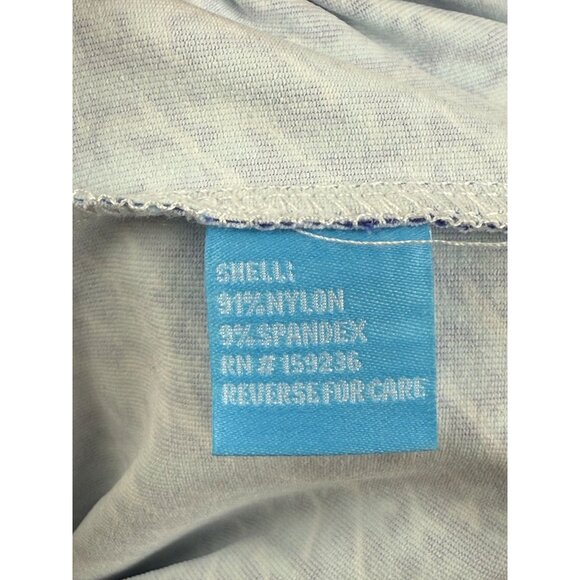 SHELL:
91% NYLON
9% SPANDEX
RN # 159236
REVERSE FOR CARE